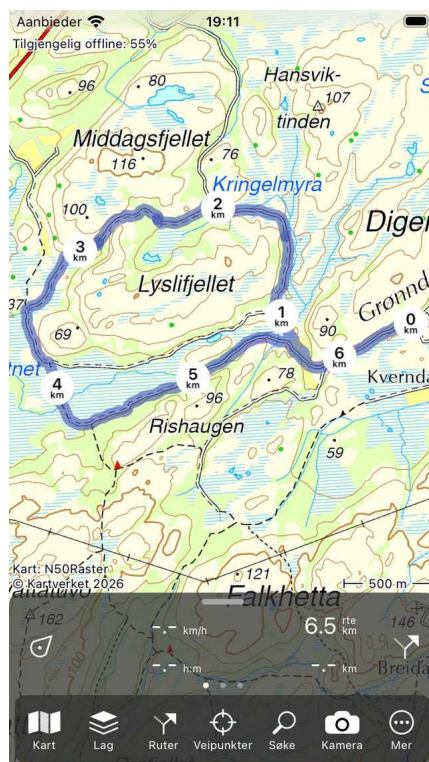 Aanbieder 19:11
Tilgjengelig offline: 55%
96
80
Hansvik-
tinden
107
Middagsfjellet
116
76
Kringelmyra
2
km
100
3
km
Lyslifjellet
1
km
90
0
km
69
4
km
5
km
6
km
78
96
Rishaugen
59
Kart: N50Raster
© Kartverket 2026
121
Falkhetta
500 m
162
146
-.- km/h
6.5 rte
km
-.- h:m
-.- km
Kart
Lag
Ruter
Veipunkter
Søke
Kamera
Mer